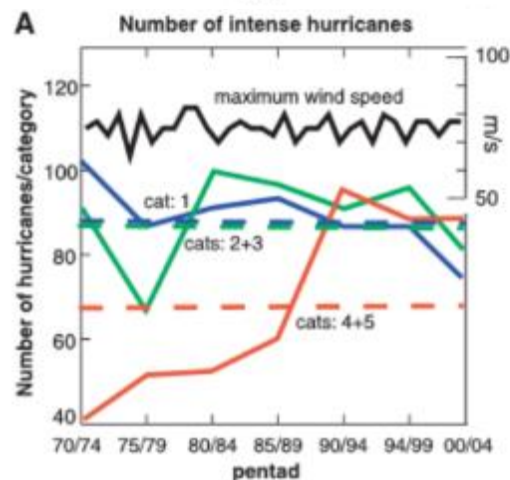 A
Number of intense hurricanes
Number of hurricanes/category
120
100
80
60
40
maximum wind speed
cat: 1
cats: 2+3
cats: 4+5
100
50
m/s
70/74 75/79 80/84 85/89 90/94 94/99 00/04
pentad